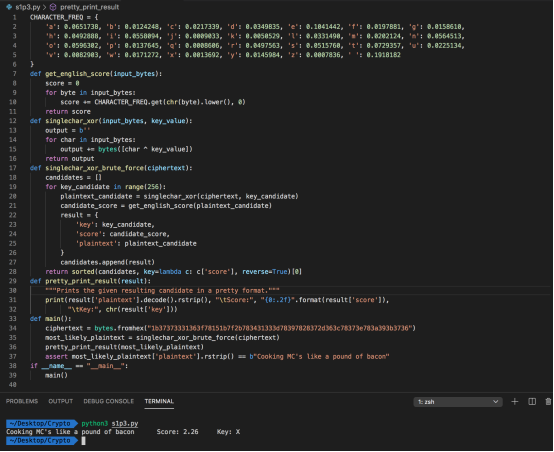 s1p3.py > pretty_print_result
1 CHARACTER_FREQ = {
2 'a': 0.0651738, 'b': 0.0124248, 'c': 0.0217339, 'd': 0.0349835, 'e': 0.1041442, 'f': 0.0197881, 'g': 0.0158610,
3 'h': 0.0492888, 'i': 0.0558094, 'j': 0.0009033, 'k': 0.0050529, 'l': 0.0331490, 'm': 0.0202124, 'n': 0.0564513,
4 'o': 0.0596302, 'p': 0.0137645, 'q': 0.0008606, 'r': 0.0497563, 's': 0.0515760, 't': 0.0729357, 'u': 0.0225134,
5 'v': 0.0082903, 'w': 0.0171272, 'x': 0.0013692, 'y': 0.0145984, 'z': 0.0007836, ' ': 0.1918182
6 }
7 def get_english_score(input_bytes):
8 score = 0
9 for byte in input_bytes:
10 score += CHARACTER_FREQ.get(chr(byte).lower(), 0)
11 return score
12 def singlechar_xor(input_bytes, key_value):
13 output = b''
14 for char in input_bytes:
15 output += bytes([char ^ key_value])
16 return output
17 def singlechar_xor_brute_force(ciphertext):
18 candidates = []
19 for key_candidate in range(256):
20 plaintext_candidate = singlechar_xor(ciphertext, key_candidate)
21 candidate_score = get_english_score(plaintext_candidate)
22 result = {
23 'key': key_candidate,
24 'score': candidate_score,
25 'plaintext': plaintext_candidate
26 }
27 candidates.append(result)
28 return sorted(candidates, key=lambda c: c['score'], reverse=True)[0]
29 def pretty_print_result(result):
30 """Prints the given resulting candidate in a pretty format."""
31 print(result['plaintext'].decode().rstrip(), "\tScore:", "{0:.2f}".format(result['score']),
32 "\tKey:", chr(result['key']))
33 def main():
34 ciphertext = bytes.fromhex("1b37373331363f78151b7f2b783431333d78397828372d363c78373e783a393b3736")
35 most_likely_plaintext = singlechar_xor_brute_force(ciphertext)
36 pretty_print_result(most_likely_plaintext)
37 assert most_likely_plaintext['plaintext'].rstrip() == b"Cooking MC's like a pound of bacon"
38 if __name__ == "__main__":
39 main()
40
PROBLEMS OUTPUT DEBUG CONSOLE TERMINAL 1: zsh
~/Desktop/Crypto python3 s1p3.py
Cooking MC's like a pound of bacon Score: 2.26 Key: X
~/Desktop/Crypto